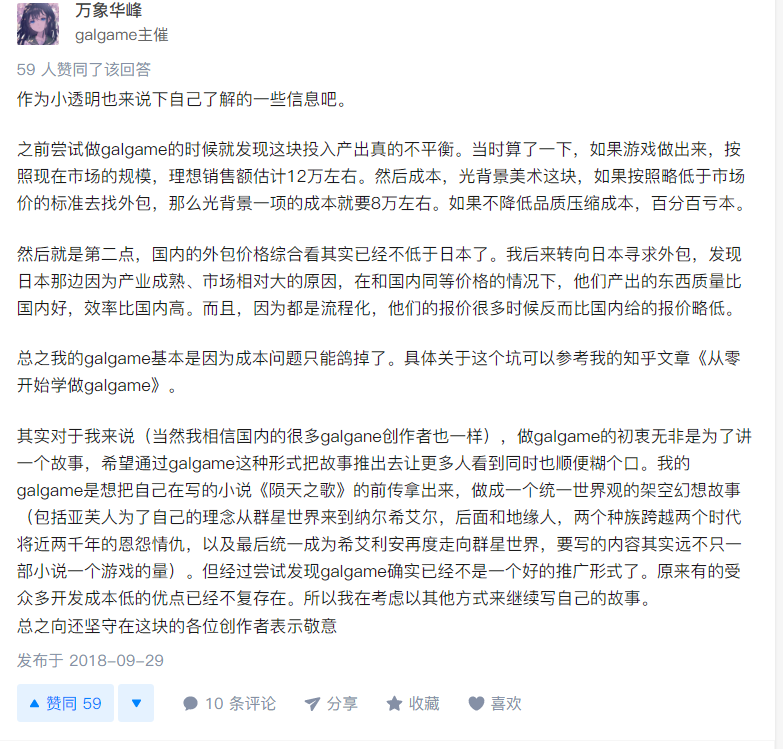 万象华峰
galgame主催
59 人赞同了该回答
作为小透明也来说下自己了解的一些信息吧。
之前尝试做galgame的时候就发现这块投入产出真的不平衡。当时算了一下，如果游戏做出来，按
照现在市场的规模，理想销售额估计12万左右。然后成本，光背景美术这块，如果按照略低于市场
价的标准去找外包，那么光背景一项的成本就要8万左右。如果不降低品质压缩成本，百分百亏本。
然后就是第二点，国内的外包价格综合看其实已经不低于日本了。我后来转向日本寻求外包，发现
日本那边因为产业成熟、市场相对大的原因，在和国内同等价格的情况下，他们产出的东西质量比
国内好，效率比国内高。而且，因为都是流程化，他们的报价很多时候反而比国内给的报价略低。
总之我的galgame基本是因为成本问题只能鸽掉了。具体关于这个坑可以参考我的知乎文章《从零
开始学做galgame》。
其实对于我来说（当然我相信国内的很多galgane创作者也一样），做galgame的初衷无非是为了讲
一个故事，希望通过galgame这种形式把故事推出去让更多人看到同时也顺便糊个口。我的
galgame是想把自己在写的小说《陨天之歌》的前传拿出来，做成一个统一世界观的架空幻想故事
（包括亚芙人为了自己的理念从群星世界来到纳尔希艾尔，后面和地缘人，两个种族跨越两个时代
将近两千年的恩怨情仇，以及最后统一成为希艾利安再度走向群星世界，要写的内容其实远不只一
部小说一个游戏的量）。但经过尝试发现galgame确实已经不是一个好的推广形式了。原来有的受
众多开发成本低的优点已经不复存在。所以我在考虑以其他方式来继续写自己的故事。
总之向还坚守在这块的各位创作者表示敬意
发布于 2018-09-29
赞同 59
10 条评论
分享
收藏
喜欢